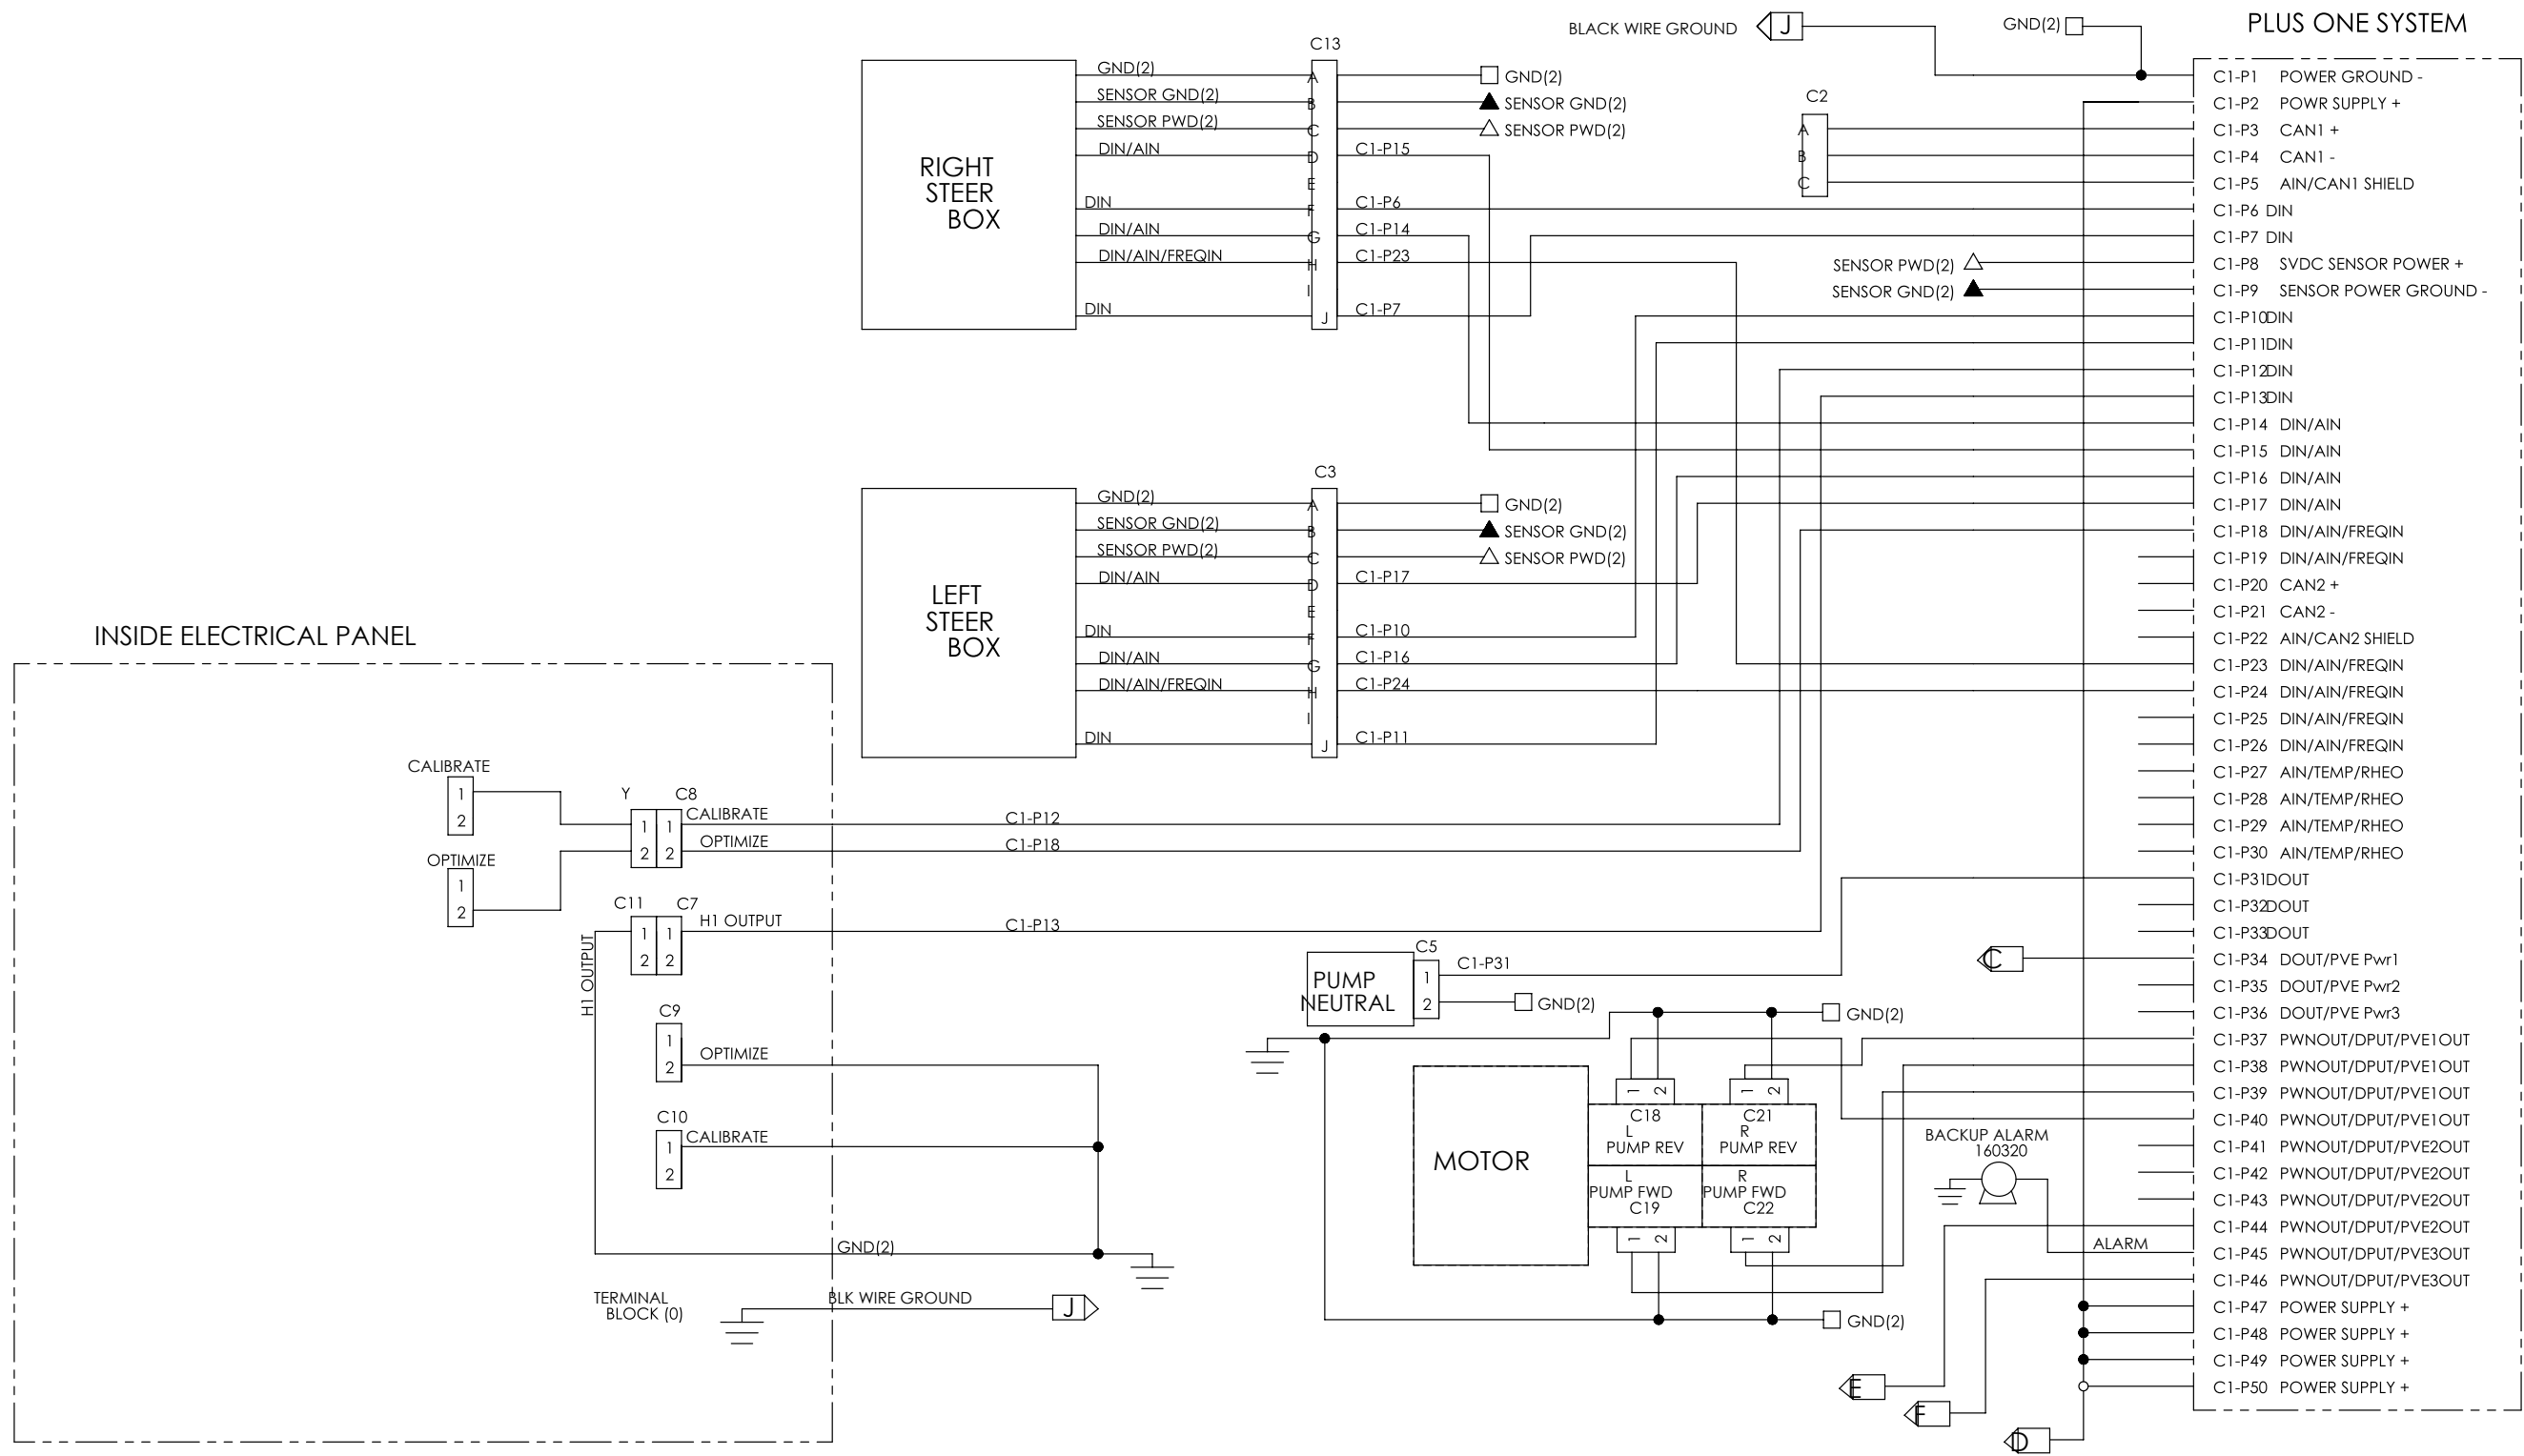 PLUS ONE SYSTEM
BLACK WIRE GROUND
J
GND(2)
C1-P1 POWER GROUND -
C1-P2 POWR SUPPLY +
C1-P3 CAN1 +
C1-P4 CAN1 -
C1-P5 AIN/CAN1 SHIELD
C1-P6 DIN
C1-P7 DIN
C1-P8 SVDC SENSOR POWER +
C1-P9 SENSOR POWER GROUND -
C1-P10DIN
C1-P11DIN
C1-P12DIN
C1-P13DIN
C1-P14 DIN/AIN
C1-P15 DIN/AIN
C1-P16 DIN/AIN
C1-P17 DIN/AIN
C1-P18 DIN/AIN/FREQIN
C1-P19 DIN/AIN/FREQIN
C1-P20 CAN2 +
C1-P21 CAN2 -
C1-P22 AIN/CAN2 SHIELD
C1-P23 DIN/AIN/FREQIN
C1-P24 DIN/AIN/FREQIN
C1-P25 DIN/AIN/FREQIN
C1-P26 DIN/AIN/FREQIN
C1-P27 AIN/TEMP/RHEO
C1-P28 AIN/TEMP/RHEO
C1-P29 AIN/TEMP/RHEO
C1-P30 AIN/TEMP/RHEO
C1-P31DOUT
C1-P32DOUT
C1-P33DOUT
C1-P34 DOUT/PVE Pwr1
C1-P35 DOUT/PVE Pwr2
C1-P36 DOUT/PVE Pwr3
C1-P37 PWNOUT/DPUT/PVE1OUT
C1-P38 PWNOUT/DPUT/PVE1OUT
C1-P39 PWNOUT/DPUT/PVE1OUT
C1-P40 PWNOUT/DPUT/PVE1OUT
C1-P41 PWNOUT/DPUT/PVE2OUT
C1-P42 PWNOUT/DPUT/PVE2OUT
C1-P43 PWNOUT/DPUT/PVE2OUT
C1-P44 PWNOUT/DPUT/PVE2OUT
C1-P45 PWNOUT/DPUT/PVE3OUT
C1-P46 PWNOUT/DPUT/PVE3OUT
C1-P47 POWER SUPPLY +
C1-P48 POWER SUPPLY +
C1-P49 POWER SUPPLY +
C1-P50 POWER SUPPLY +
C2
A
B
C
SENSOR PWD(2)
SENSOR GND(2)
C
BACKUP ALARM
160320
ALARM
E
F
D
RIGHT
STEER
BOX
GND(2)
SENSOR GND(2)
SENSOR PWD(2)
DIN/AIN
DIN
DIN/AIN
DIN/AIN/FREQIN
DIN
C13
A
B
C
D
E
F
G
H
I
J
GND(2)
SENSOR GND(2)
SENSOR PWD(2)
C1-P15
C1-P6
C1-P14
C1-P23
C1-P7
LEFT
STEER
BOX
GND(2)
SENSOR GND(2)
SENSOR PWD(2)
DIN/AIN
DIN
DIN/AIN
DIN/AIN/FREQIN
DIN
C3
A
B
C
D
E
F
G
H
I
J
GND(2)
SENSOR GND(2)
SENSOR PWD(2)
C1-P17
C1-P10
C1-P16
C1-P24
C1-P11
INSIDE ELECTRICAL PANEL
CALIBRATE
1
2
OPTIMIZE
1
2
Y
1
2
C8
1
2
CALIBRATE
OPTIMIZE
C1-P12
C1-P18
C11
1
2
C7
1
2
H1 OUTPUT
C1-P13
H1 OUTPUT
C9
1
2
OPTIMIZE
C10
1
2
CALIBRATE
GND(2)
TERMINAL
BLOCK (0)
BLK WIRE GROUND
J
PUMP
NEUTRAL
C5
1
2
C1-P31
GND(2)
GND(2)
MOTOR
1
2
1
2
C18
L
PUMP REV
C21
R
PUMP REV
L
PUMP FWD
C19
R
PUMP FWD
C22
1
2
1
2
GND(2)